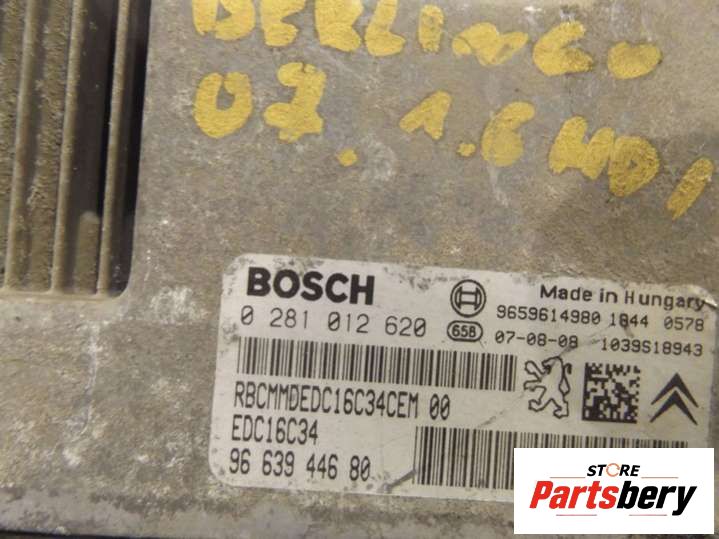 BERLINGO
07. 1.6 HDI
BOSCH
0 281 012 620
658
Made in Hungary
9659614980 1844 0578
07-08-08 1039S18943
RBCMMDEDC16C34CEM 00
EDC16C34
96 639 446 80
STORE
Partsbery